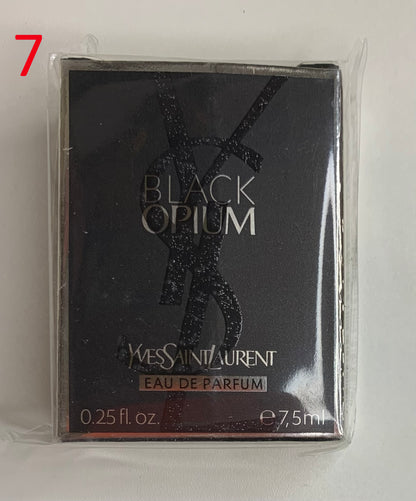 7
BLACK
OPIUM
YVESSAINTLAURENT
EAU DE PARFUM
0.25 fl. oz. ℮7,5ml